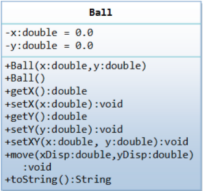 Ball
-x:double = 0.0
-y:double = 0.0
+Ball(x:double,y:double)
+Ball()
+getX():double
+setX(x:double):void
+getY():double
+setY(y:double):void
+setXY(x:double, y:double):void
+move(xDisp:double,yDisp:double)
:void
+toString():String